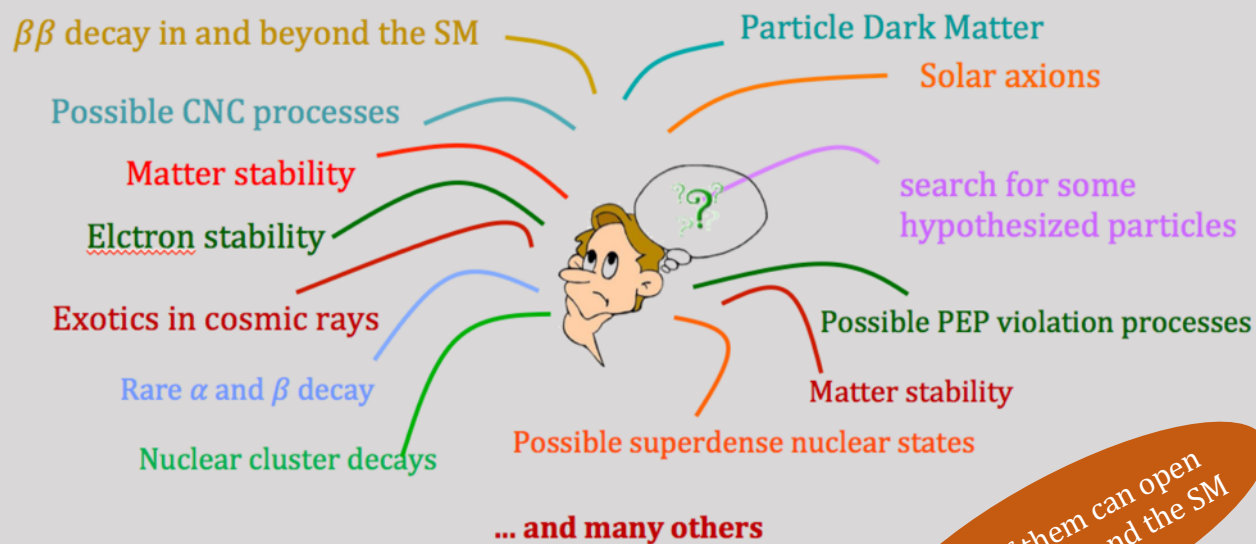 ββ decay in and beyond the SM
Particle Dark Matter
Solar axions
Possible CNC processes
Matter stability
search for some
hypothesized particles
Elctron stability
? ? ? ?
Exotics in cosmic rays
Possible PEP violation processes
Rare α and β decay
Matter stability
Possible superdense nuclear states
Nuclear cluster decays
them can open
the SM
... and many others